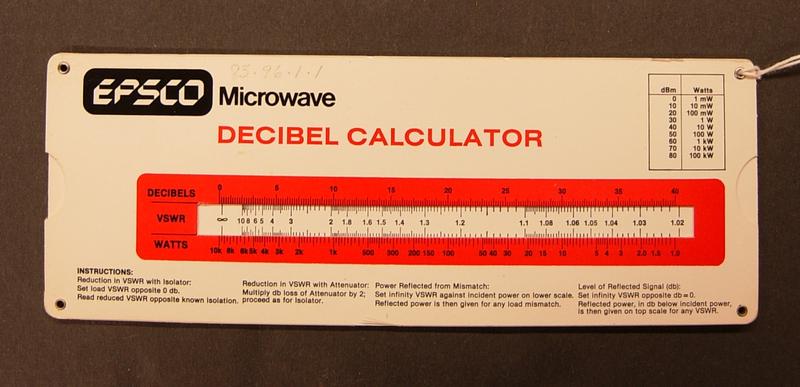 83.96.1.1
EPSCO Microwave
DECIBEL CALCULATOR
dBm Watts
0 1 mW
10 10 mW
20 100 mW
30 1 W
40 10 W
50 100 W
60 1 kW
70 10 kW
80 100 kW
DECIBELS 0 5 10 15 20 25 30 35 40
VSWR ∞ 10 8 6 5 4 3 2 1.8 1.6 1.5 1.4 1.3 1.2 1.1 1.08 1.06 1.05 1.04 1.03 1.02
WATTS 10k 8k 6k 5k 4k 3k 2k 1k 500 300 200 150 100 50 40 30 20 15 10 5 4 3 2.0 1.5 1.0
INSTRUCTIONS:
Reduction in VSWR with Isolator:
Set load VSWR opposite 0 db.
Read reduced VSWR opposite known isolation.
Reduction in VSWR with Attenuator:
Multiply db loss of Attenuator by 2;
proceed as for Isolator.
Power Reflected from Mismatch:
Set infinity VSWR against incident power on lower scale.
Reflected power is then given for any load mismatch.
Level of Reflected Signal (db):
Set infinity VSWR opposite db = 0.
Reflected power, in db below incident power,
is then given on top scale for any VSWR.